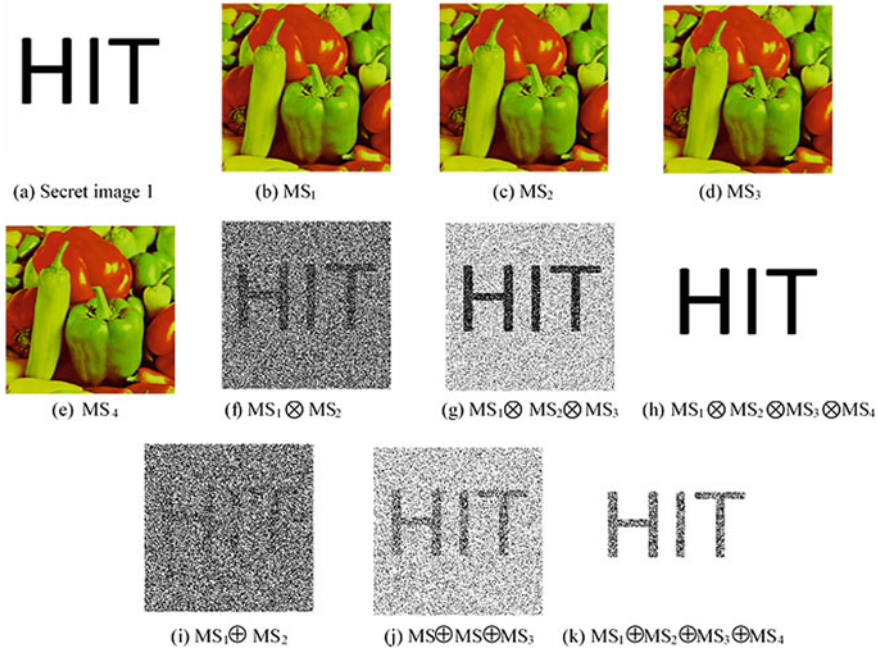 HIT
(a) Secret image 1
(b) MS₁
(c) MS₂
(d) MS₃
(e) MS₄
HIT
(f) MS₁ ⊗ MS₂
HIT
(g) MS₁⊗ MS₂⊗ MS₃
HIT
(h) MS₁ ⊗ MS₂ ⊗MS₃ ⊗MS₄
HIT
(i) MS₁⊕ MS₂
HIT
(j) MS⊕MS⊕MS₃
HIT
(k) MS₁⊕MS₂⊕MS₃⊕MS₄